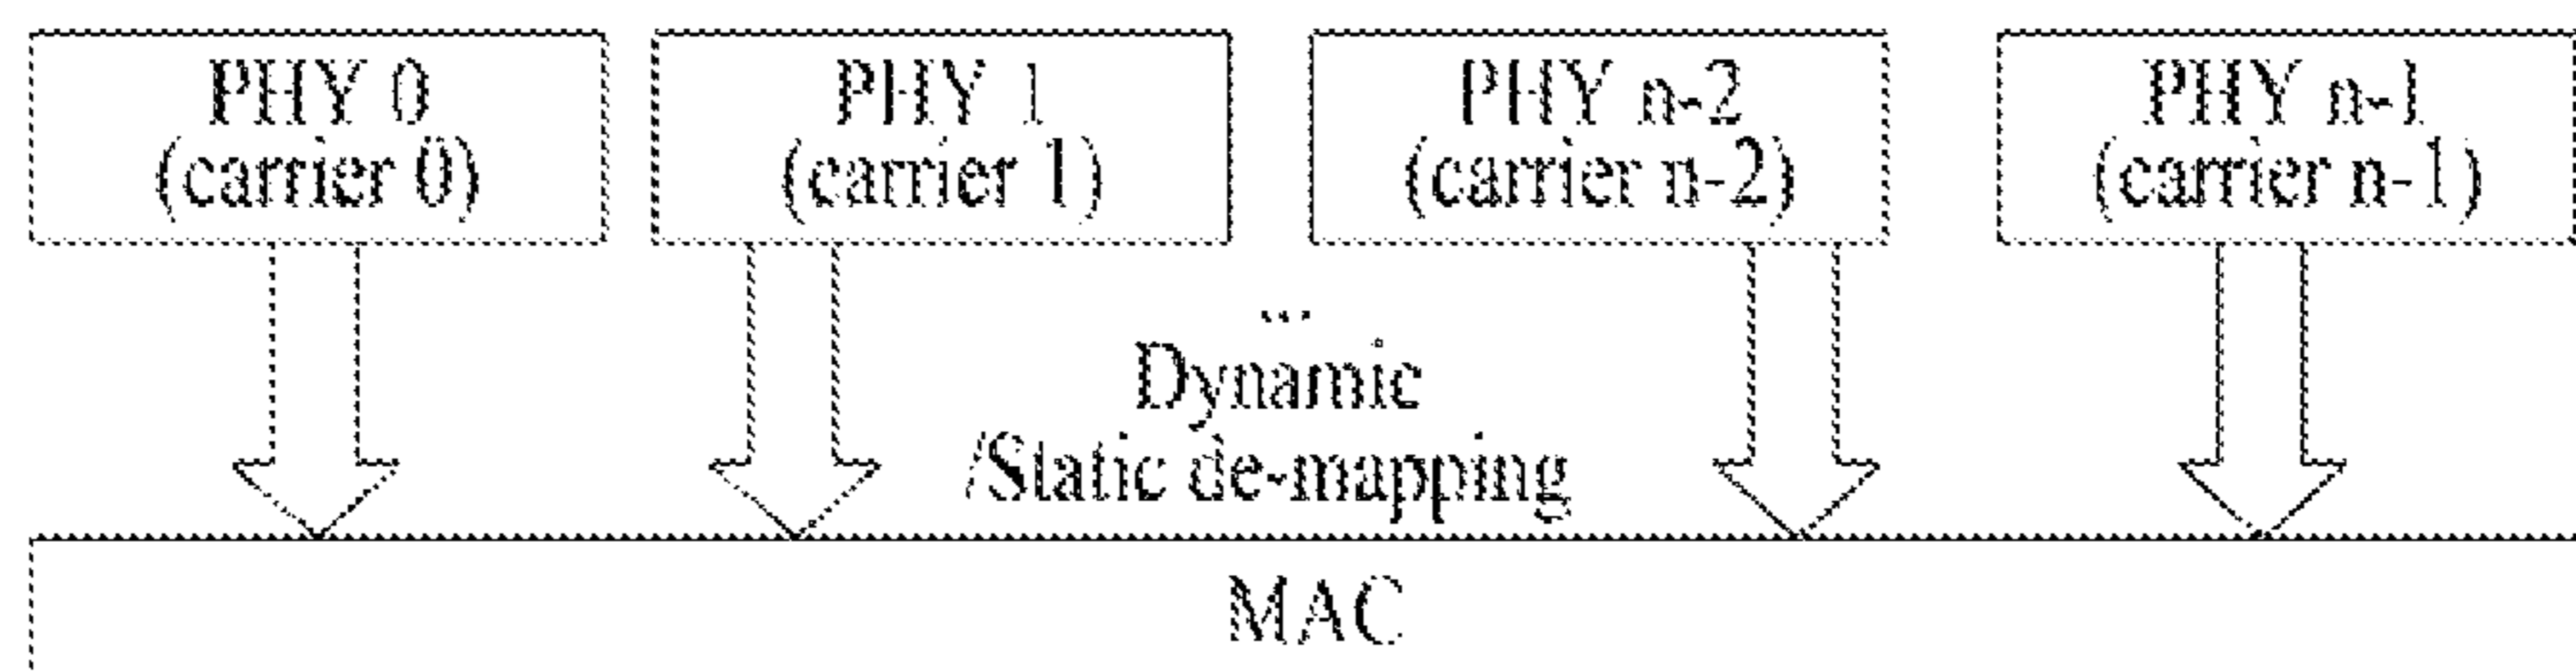 PHY 0
(carrier 0)
PHY 1
(carrier 1)
PHY n-2
(carrier n-2)
PHY n-1
(carrier n-1)
...
Dynamic
/Static de-mapping
MAC